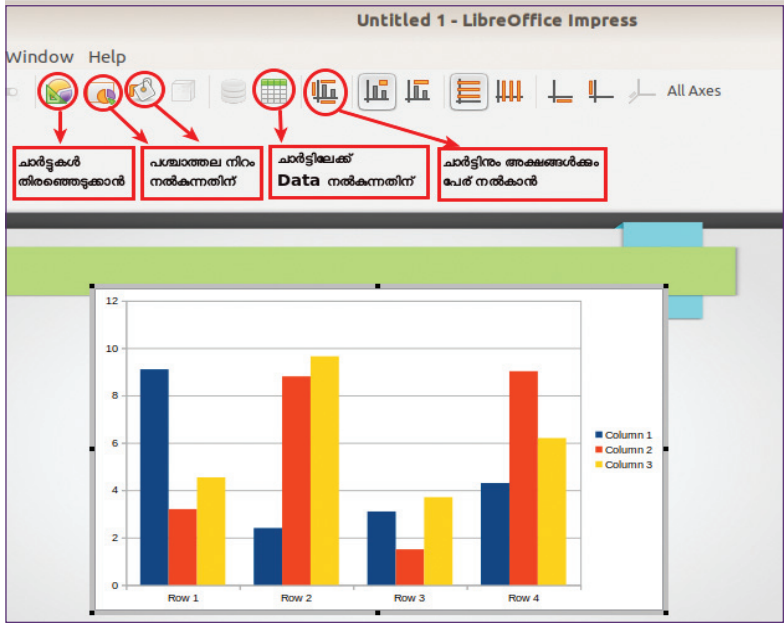 Untitled 1 - LibreOffice Impress
Window Help
All Axes
ചാർട്ടുകൾ
തിരഞ്ഞെടുക്കാൻ
പശ്ചാത്തല നിറം
നൽകുന്നതിന്
ചാർട്ടിലേക്ക്
Data നൽകുന്നതിന്
ചാർട്ടിനും അക്ഷങ്ങൾക്കും
പേര് നൽകാൻ
12
10
8
6
4
2
0
Row 1 Row 2 Row 3 Row 4
Column 1
Column 2
Column 3